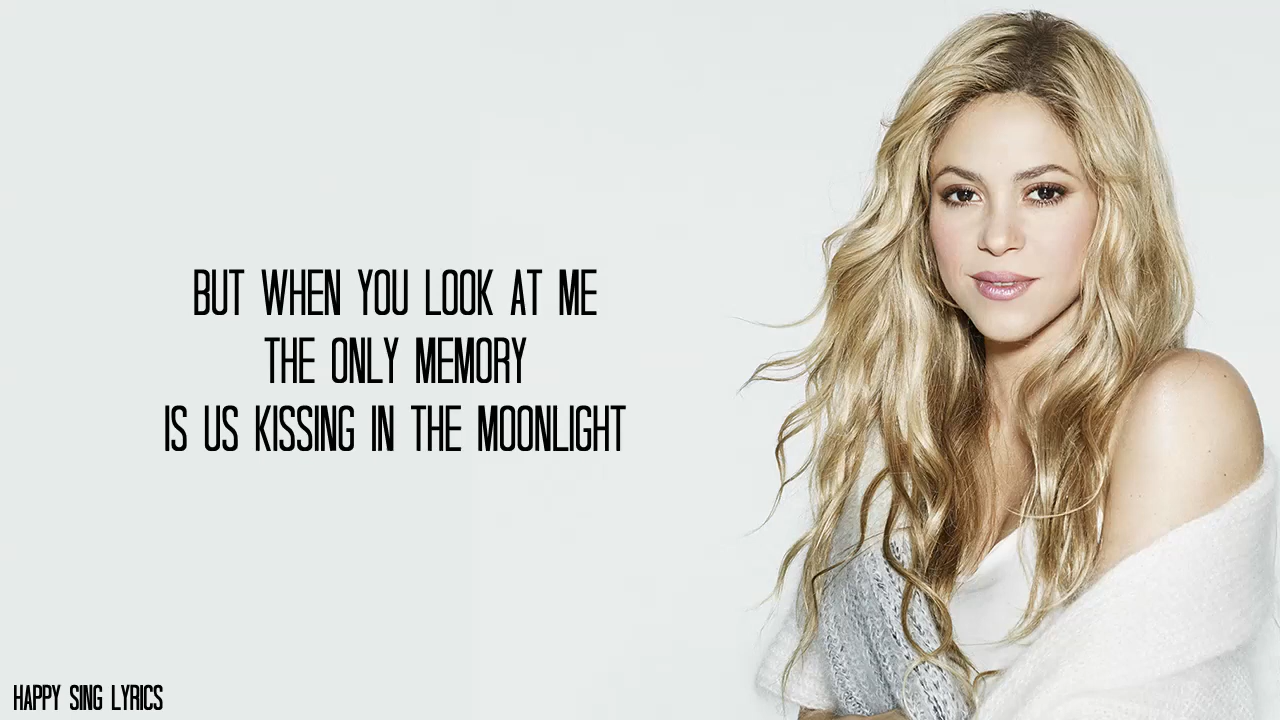 BUT WHEN YOU LOOK AT ME
THE ONLY MEMORY
IS US KISSING IN THE MOONLIGHT
HAPPY SING LYRICS